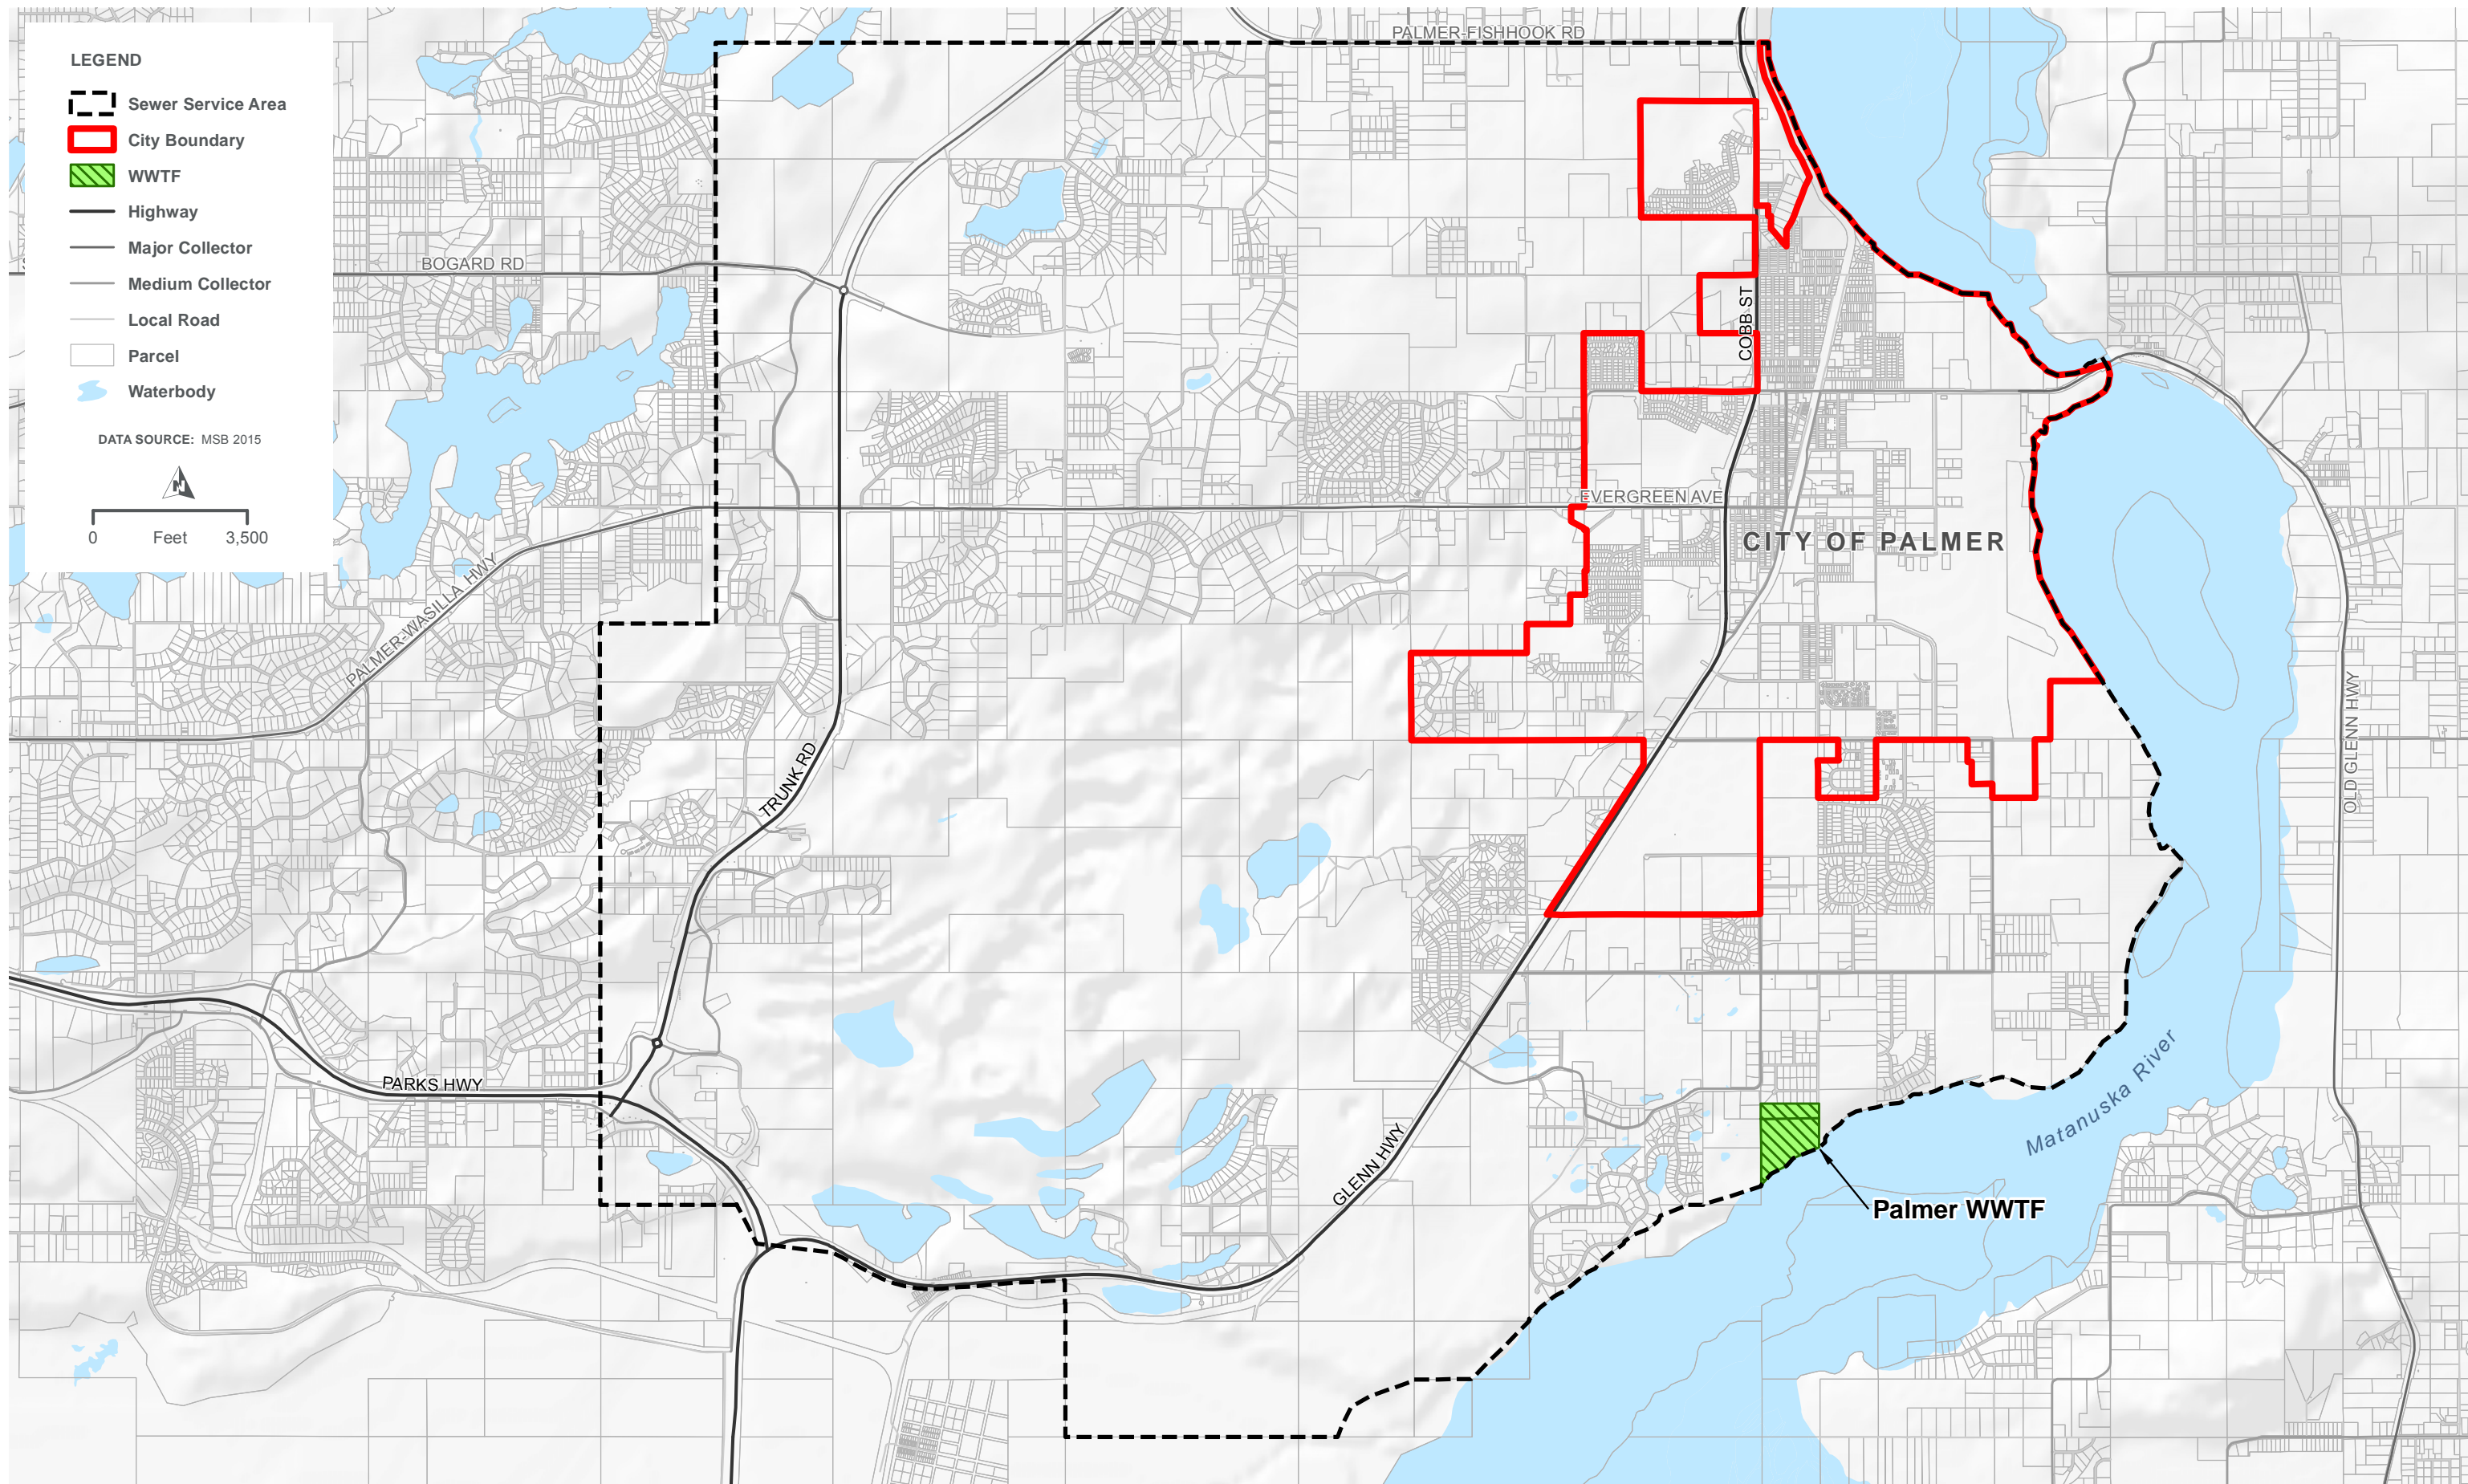 LEGEND
Sewer Service Area
City Boundary
WWTF
Highway
Major Collector
Medium Collector
Local Road
Parcel
Waterbody
DATA SOURCE: MSB 2015
N
0 Feet 3,500
PALMER-FISHHOOK RD
BOGARD RD
COBB ST
EVERGREEN AVE
CITY OF PALMER
PALMER-WASILLA HWY
OLD GLENN HWY
TRUNK RD
PARKS HWY
GLENN HWY
Matanuska River
Palmer WWTF